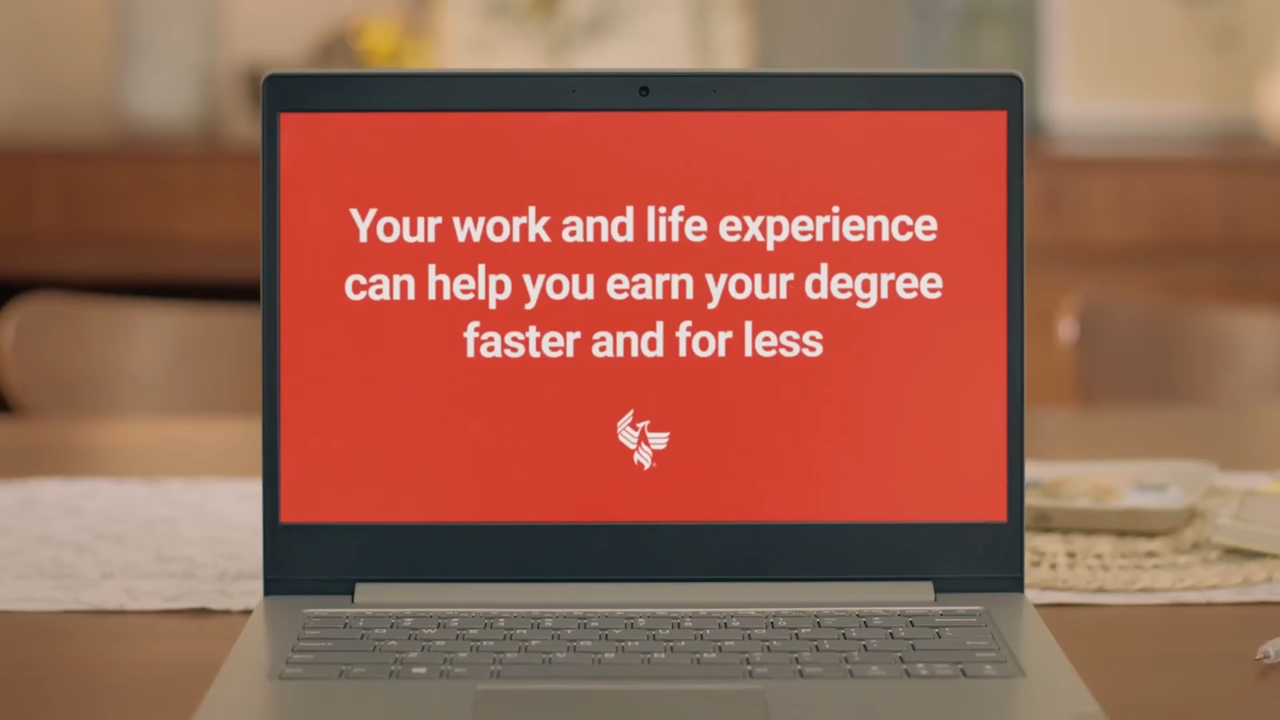 Your work and life experience
can help you earn your degree
faster and for less